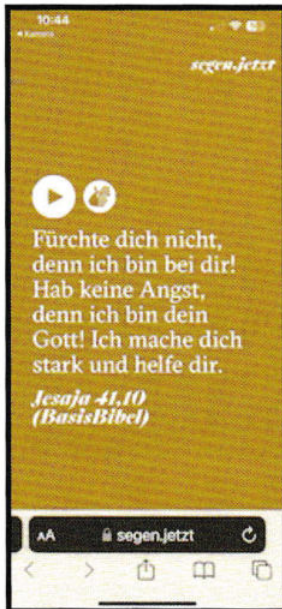 10:44
◂ Kamera
segen.jetzt
Fürchte dich nicht,
denn ich bin bei dir!
Hab keine Angst,
denn ich bin dein
Gott! Ich mache dich
stark und helfe dir.
Jesaja 41,10
(BasisBibel)
AA
segen.jetzt